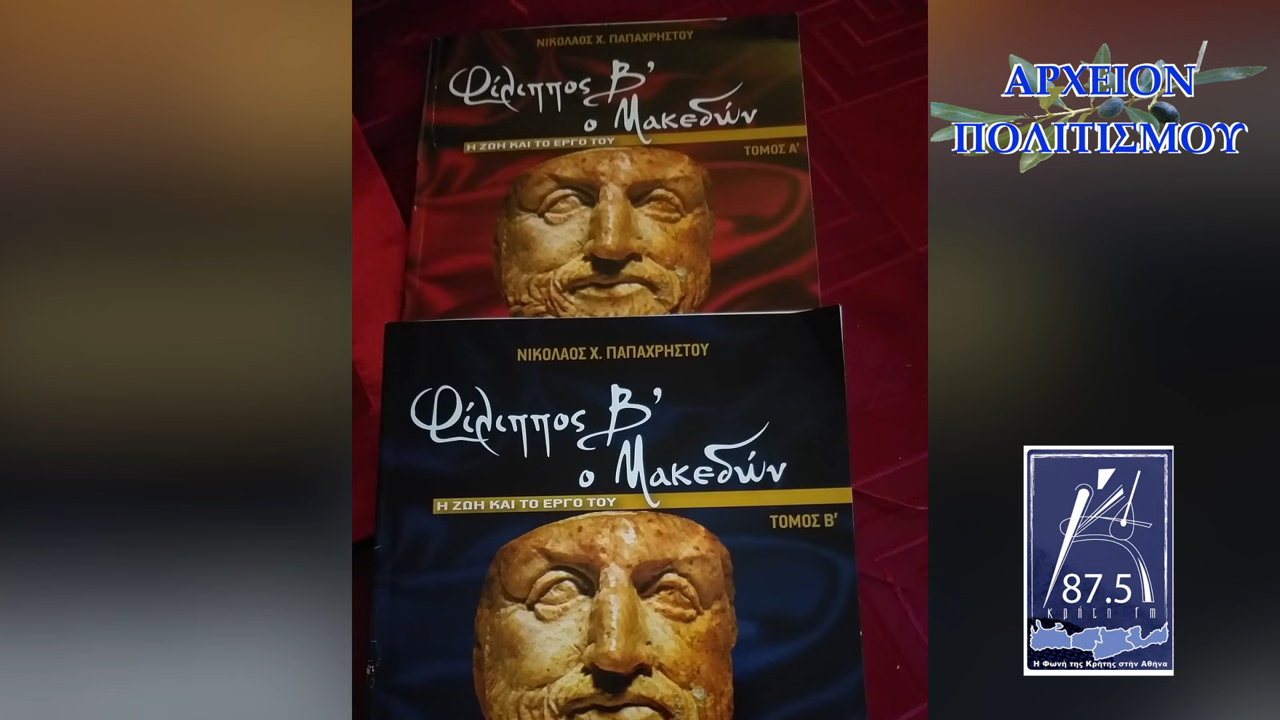 ΝΙΚΟΛΑΟΣ Χ. ΠΑΠΑΧΡΗΣΤΟΥ
Φίλιππος Β'
ο Μακεδών
Η ΖΩΗ ΚΑΙ ΤΟ ΕΡΓΟ ΤΟΥ
ΤΟΜΟΣ Α'
ΝΙΚΟΛΑΟΣ Χ. ΠΑΠΑΧΡΗΣΤΟΥ
Φίλιππος Β'
ο Μακεδών
Η ΖΩΗ ΚΑΙ ΤΟ ΕΡΓΟ ΤΟΥ
ΤΟΜΟΣ Β'
ΑΡΧΕΙΟΝ
ΠΟΛΙΤΙΣΜΟΥ
87.5
κρήτη fm
Η Φωνή της Κρήτης στήν Αθήνα